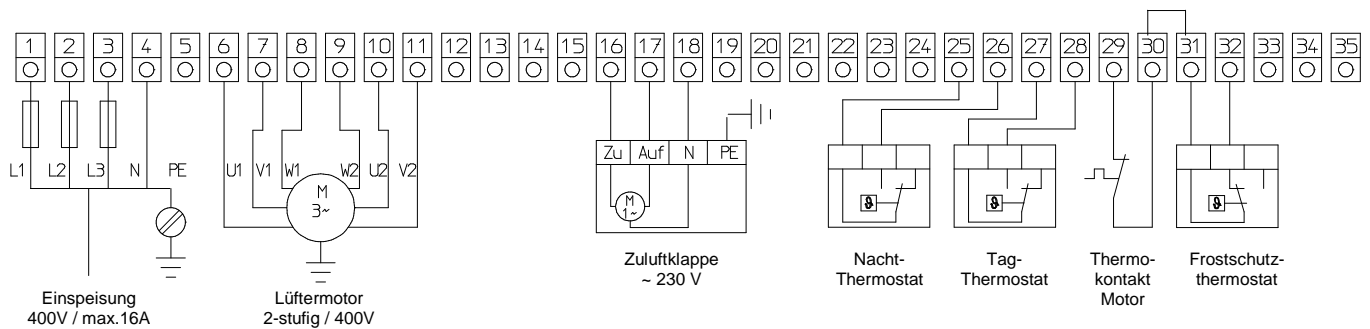 1 2 3 4 5 6 7 8 9 10 11 12 13 14 15 16 17 18 19 20 21 22 23 24 25 26 27 28 29 30 31 32 33 34 35
L1 L2 L3 N PE U1 V1 W1 W2 U2 V2
M
3~
Zu Auf N PE
M
1~
ϑ ϑ ϑ
Einspeisung
400V / max.16A
Lüftermotor
2-stufig / 400V
Zuluftklappe
~ 230 V
Nacht-
Thermostat
Tag-
Thermostat
Thermo-
kontakt
Motor
Frostschutz-
thermostat